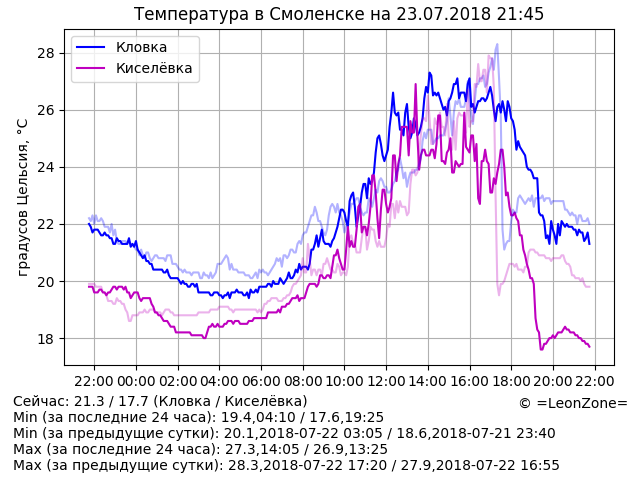 Температура в Смоленске на 23.07.2018 21:45
Кловка
Киселёвка
градусов Цельсия, °C
28
26
24
22
20
18
22:00 00:00 02:00 04:00 06:00 08:00 10:00 12:00 14:00 16:00 18:00 20:00 22:00
Сейчас: 21.3 / 17.7 (Кловка / Киселёвка)
© =LeonZone=
Min (за последние 24 часа): 19.4,04:10 / 17.6,19:25
Min (за предыдущие сутки): 20.1,2018-07-22 03:05 / 18.6,2018-07-21 23:40
Max (за последние 24 часа): 27.3,14:05 / 26.9,13:25
Max (за предыдущие сутки): 28.3,2018-07-22 17:20 / 27.9,2018-07-22 16:55